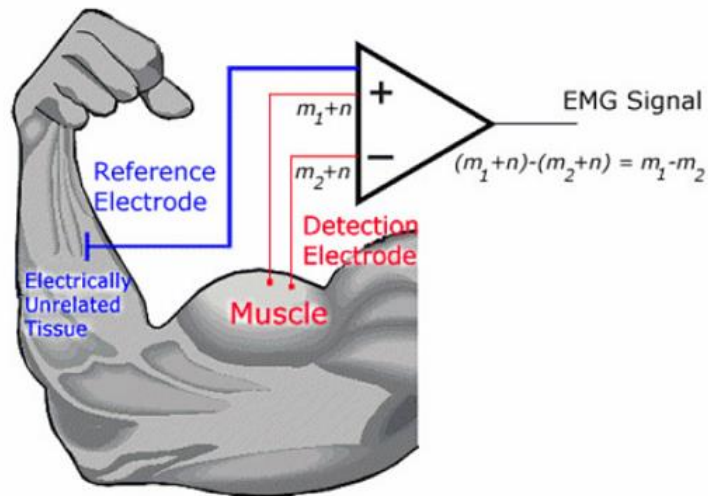 +
EMG Signal
m₁+n
Reference
Electrode
−
m₂+n
(m₁+n)-(m₂+n) = m₁-m₂
Detection
Electrode
Electrically
Unrelated
Tissue
Muscle